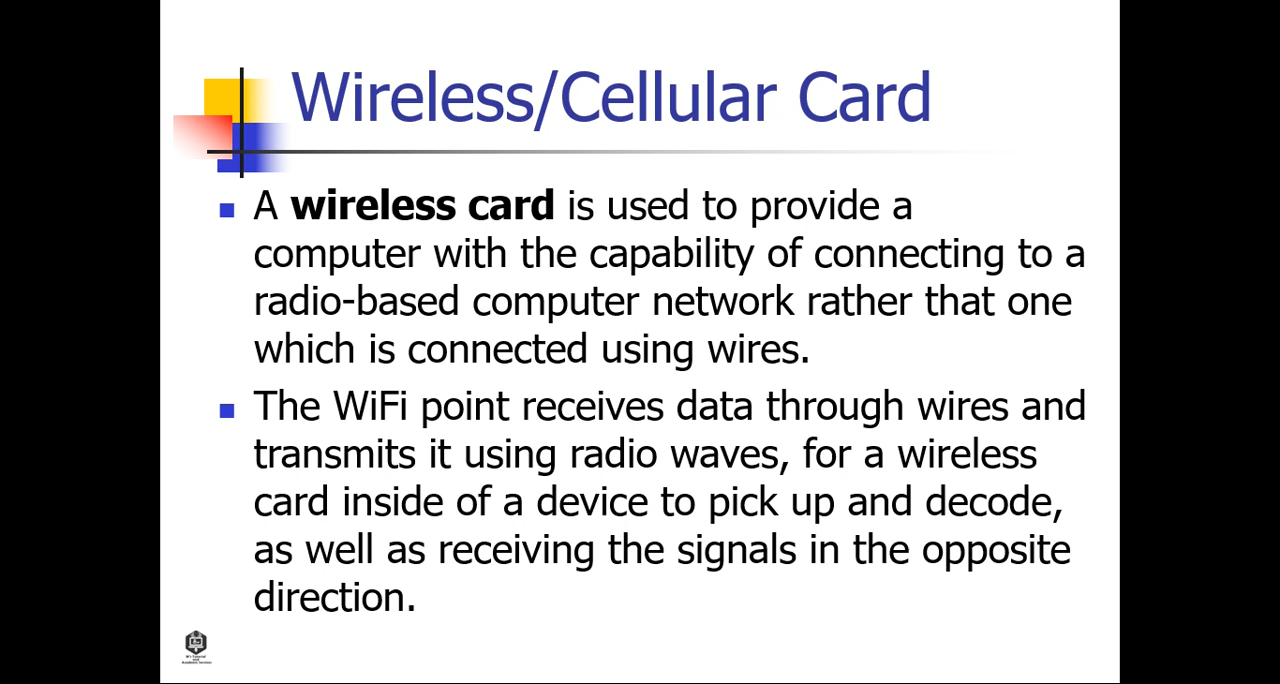 Wireless/Cellular Card
A wireless card is used to provide a
computer with the capability of connecting to a
radio-based computer network rather that one
which is connected using wires.
The WiFi point receives data through wires and
transmits it using radio waves, for a wireless
card inside of a device to pick up and decode,
as well as receiving the signals in the opposite
direction.
Academic Services